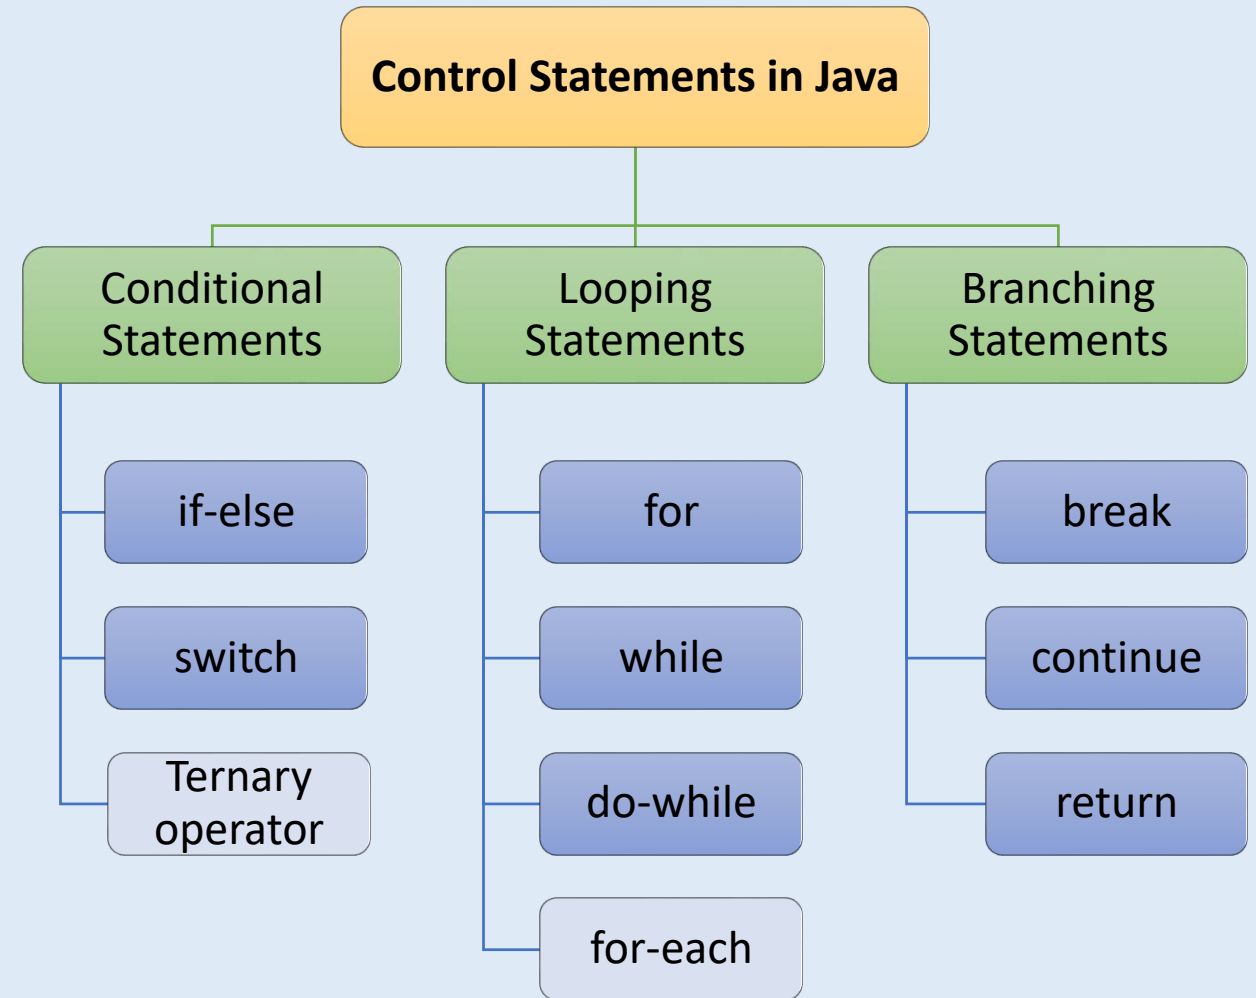 Control Statements in Java
Conditional
Statements
if-else
switch
Ternary
operator
Looping
Statements
for
while
do-while
for-each
Branching
Statements
break
continue
return